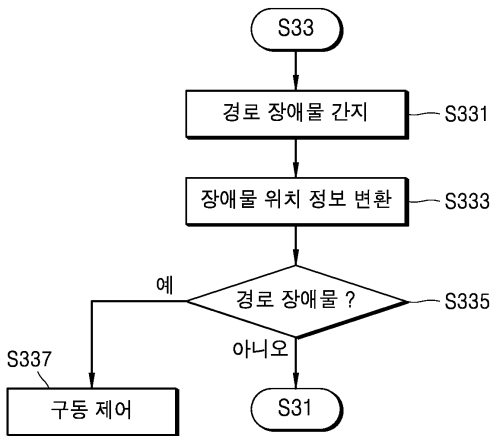 S33
경로 장애물 간지
S331
장애물 위치 정보 변환
S333
경로 장애물 ?
S335
예
아니오
S337
구동 제어
S31